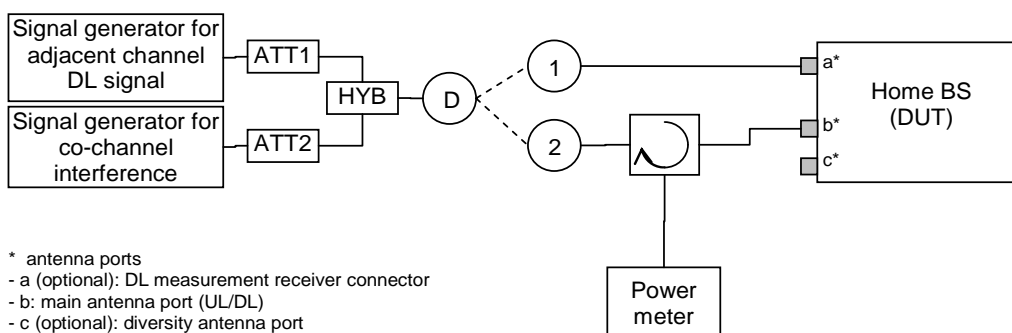 Signal generator for
adjacent channel
DL signal
ATT1
HYB
D
1
2
Signal generator for
co-channel
interference
ATT2
a*
b*
c*
Home BS
(DUT)
Power
meter
* antenna ports
- a (optional): DL measurement receiver connector
- b: main antenna port (UL/DL)
- c (optional): diversity antenna port